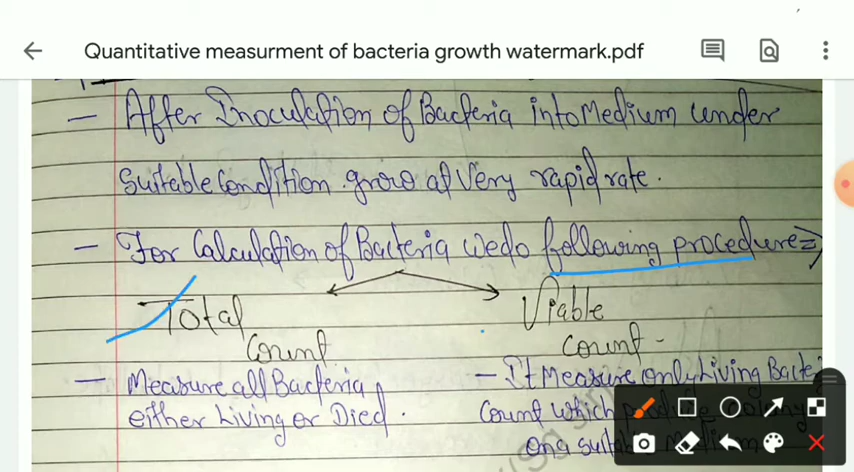 Quantitative measurment of bacteria growth watermark.pdf
- After Inoculation of Bacteria into Medium under
Suitable Condition. grow at Very rapid rate.
- For Calculation of Bacteria we do following procedure⇒
Total Count
Viable Count -
- Measure all Bacteria either Living or Died.
- It Measure only Living Bacte
Count which
on a suit